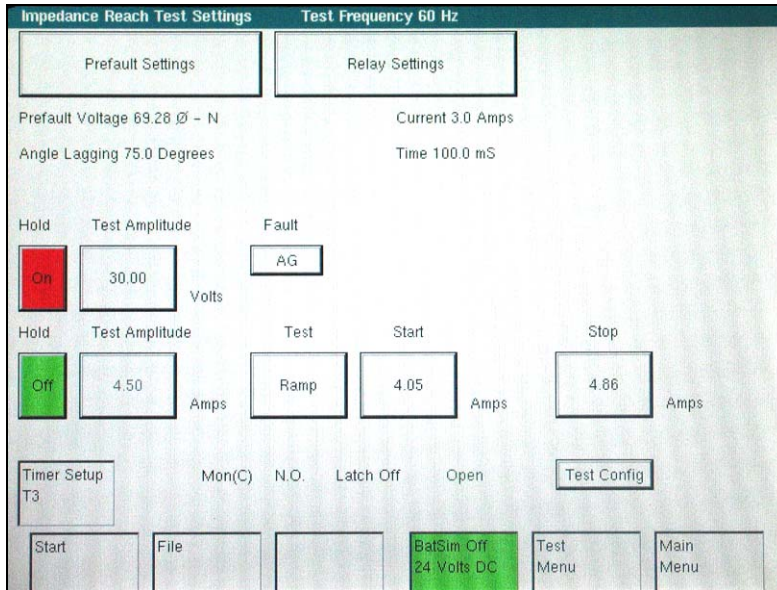 Impedance Reach Test Settings Test Frequency 60 Hz
Prefault Settings Relay Settings
Prefault Voltage 69.28 Ø - N Current 3.0 Amps
Angle Lagging 75.0 Degrees Time 100.0 mS
Hold Test Amplitude Fault
On 30.00 Volts AG
Hold Test Amplitude Test Start Stop
Off 4.50 Amps Ramp 4.05 Amps 4.86 Amps
Timer Setup
T3
Mon(C) N.O. Latch Off Open Test Config
Start File BatSim Off Test Main
24 Volts DC Menu Menu